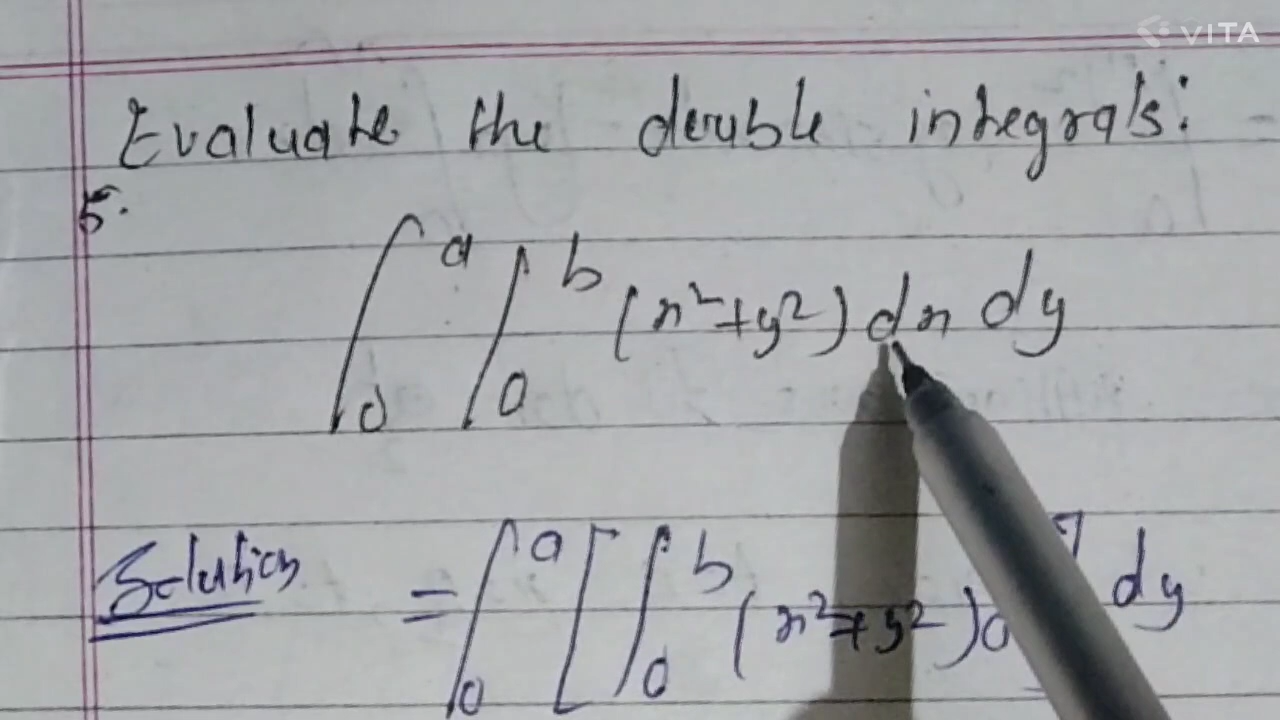 VITA
Evaluate the double integrals:
5.
∫₀ᵃ ∫₀ᵇ (x²+y²) dx dy
Solution = ∫₀ᵃ [ ∫₀ᵇ (x²+y²) d ] dy